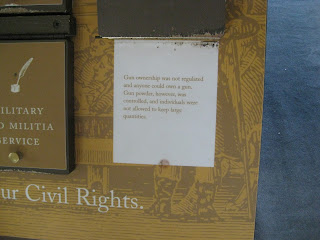 MILITARY
D MILITIA
SERVICE
Gun ownership was not regulated
and anyone could own a gun.
Gun powder, however, was
controlled, and individuals were
not allowed to keep large
quantities.
ur Civil Rights.